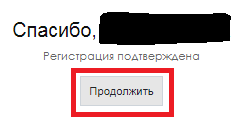 Спасибо,
Регистрация подтверждена
Продолжить